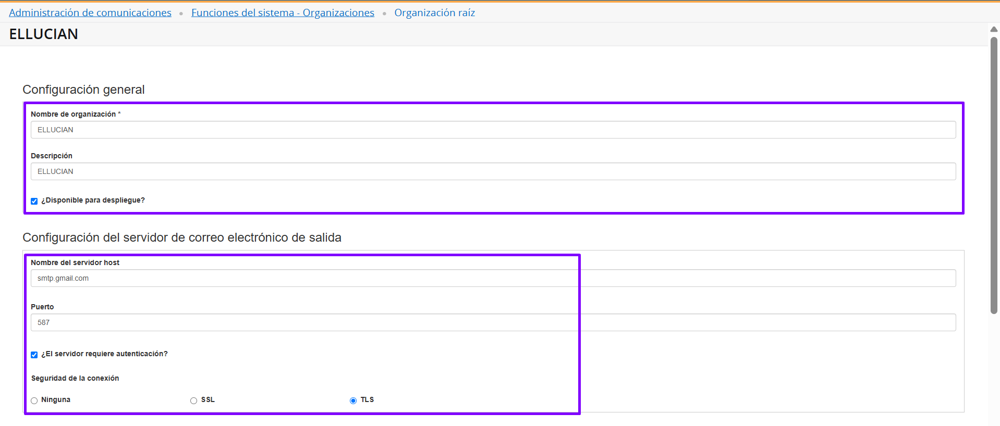 Administración de comunicaciones • Funciones del sistema - Organizaciones • Organización raíz
ELLUCIAN
Configuración general
Nombre de organización *
ELLUCIAN
Descripción
ELLUCIAN
¿Disponible para despliegue?
Configuración del servidor de correo electrónico de salida
Nombre del servidor host
smtp.gmail.com
Puerto
587
¿El servidor requiere autenticación?
Seguridad de la conexión
Ninguna SSL TLS